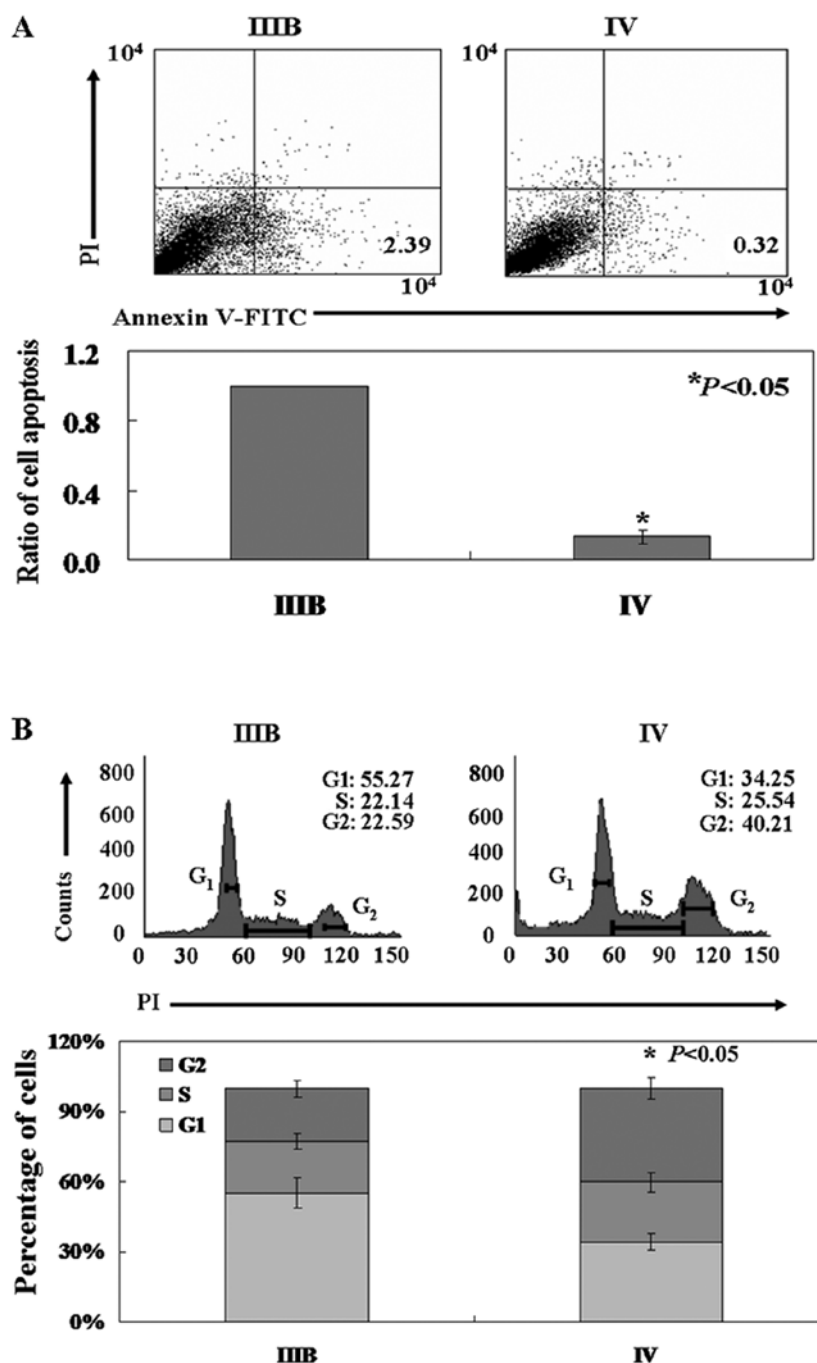 A
IIIB
IV
10⁴
10⁴
PI
2.39
0.32
10⁴
10⁴
Annexin V-FITC
Ratio of cell apoptosis
1.2
0.8
0.4
0.0
*P<0.05
*
IIIB
IV
B
IIIB
IV
Counts
800
600
400
200
0
G1: 55.27
S: 22.14
G2: 22.59
G₁
S
G₂
0 30 60 90 120 150
800
600
400
200
0
G1: 34.25
S: 25.54
G2: 40.21
G₁
S
G₂
0 30 60 90 120 150
PI
Percentage of cells
120%
90%
60%
30%
0%
G2
S
G1
* P<0.05
IIIB
IV